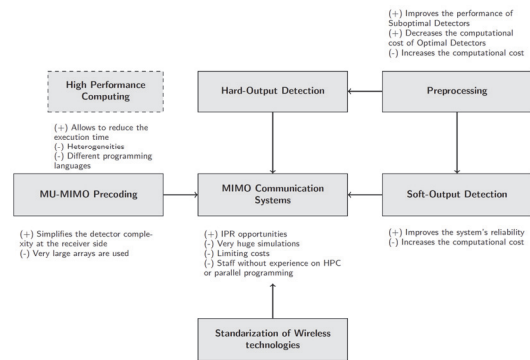 (+) Improves the performance of
Suboptimal Detectors
(+) Decreases the computational
cost of Optimal Detectors
(-) Increases the computational cost
High Performance
Computing
Hard-Output Detection
Preprocessing
(+) Allows to reduce the
execution time
(-) Heterogeneities
(-) Different programming
languages
MU-MIMO Precoding
MIMO Communication
Systems
Soft-Output Detection
(+) Simplifies the detector comple-
xity at the receiver side
(-) Very large arrays are used
(+) IPR opportunities
(-) Very huge simulations
(-) Limiting costs
(-) Staff without experience on HPC
or parallel programming
(+) Improves the system's reliability
(-) Increases the computational cost
Standarization of Wireless
technologies